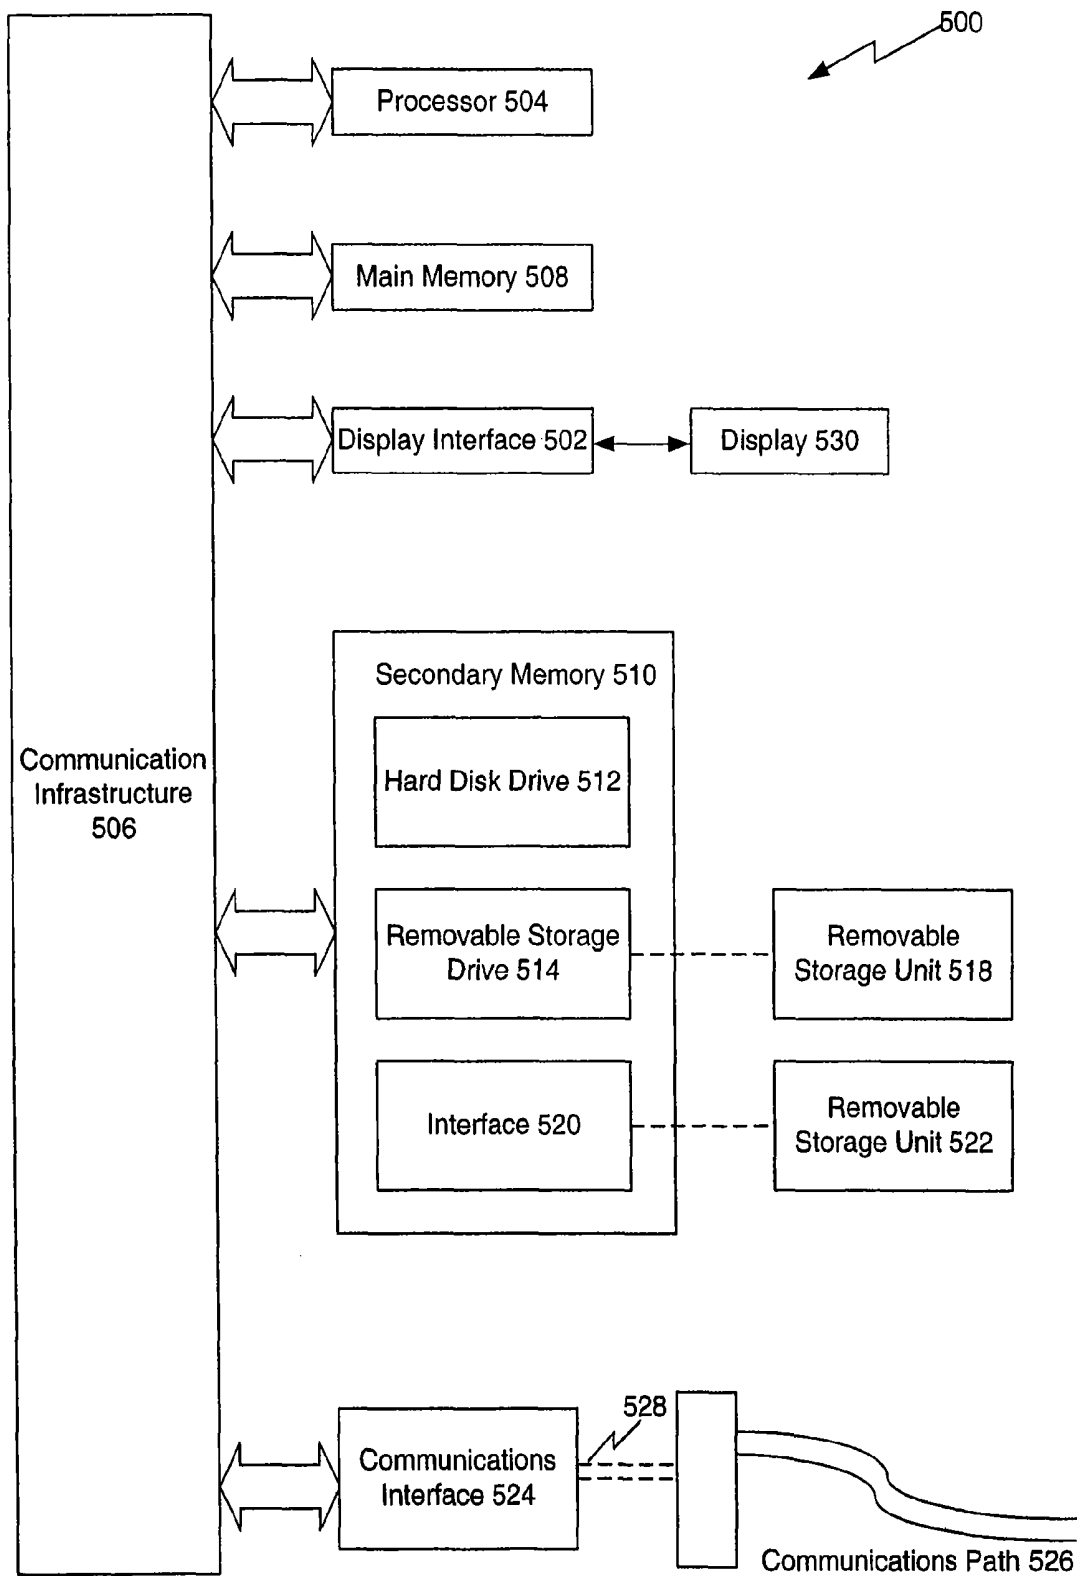 500
Processor 504
Main Memory 508
Display Interface 502
Display 530
Secondary Memory 510
Hard Disk Drive 512
Communication
Infrastructure
506
Removable Storage
Drive 514
Removable
Storage Unit 518
Interface 520
Removable
Storage Unit 522
528
Communications
Interface 524
Communications Path 526